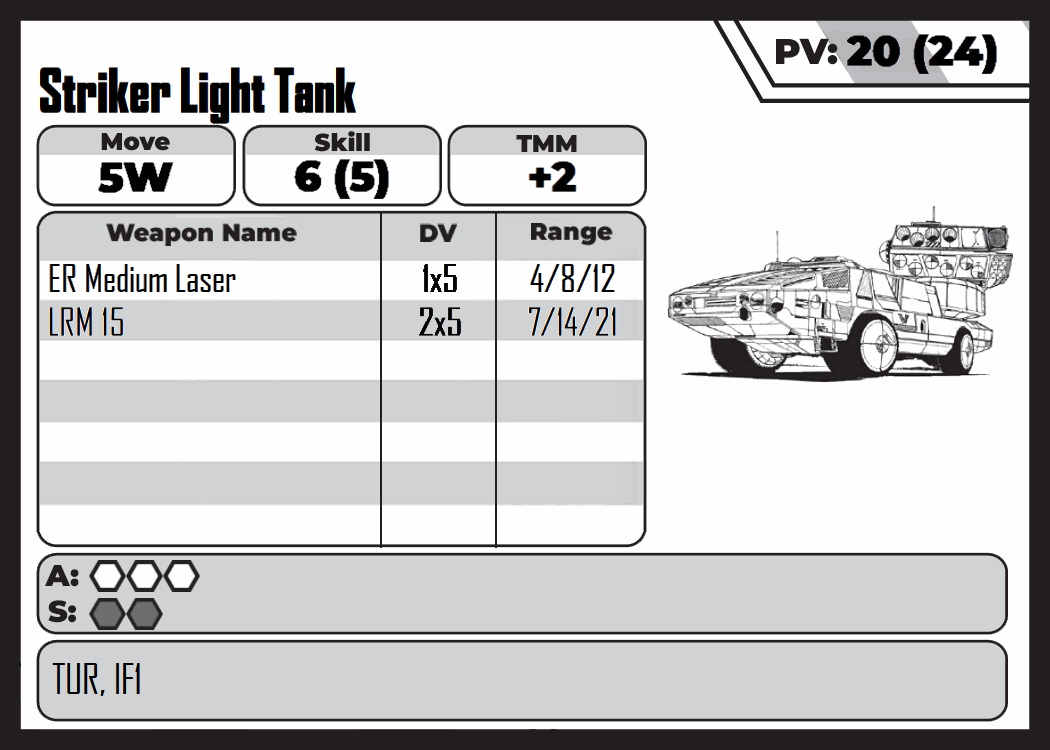 PV: 20 (24)
Striker Light Tank
Move Skill TMM
5W 6 (5) +2
Weapon Name DV Range
ER Medium Laser 1x5 4/8/12
LRM 15 2x5 7/14/21
A:
S:
TUR, IF1